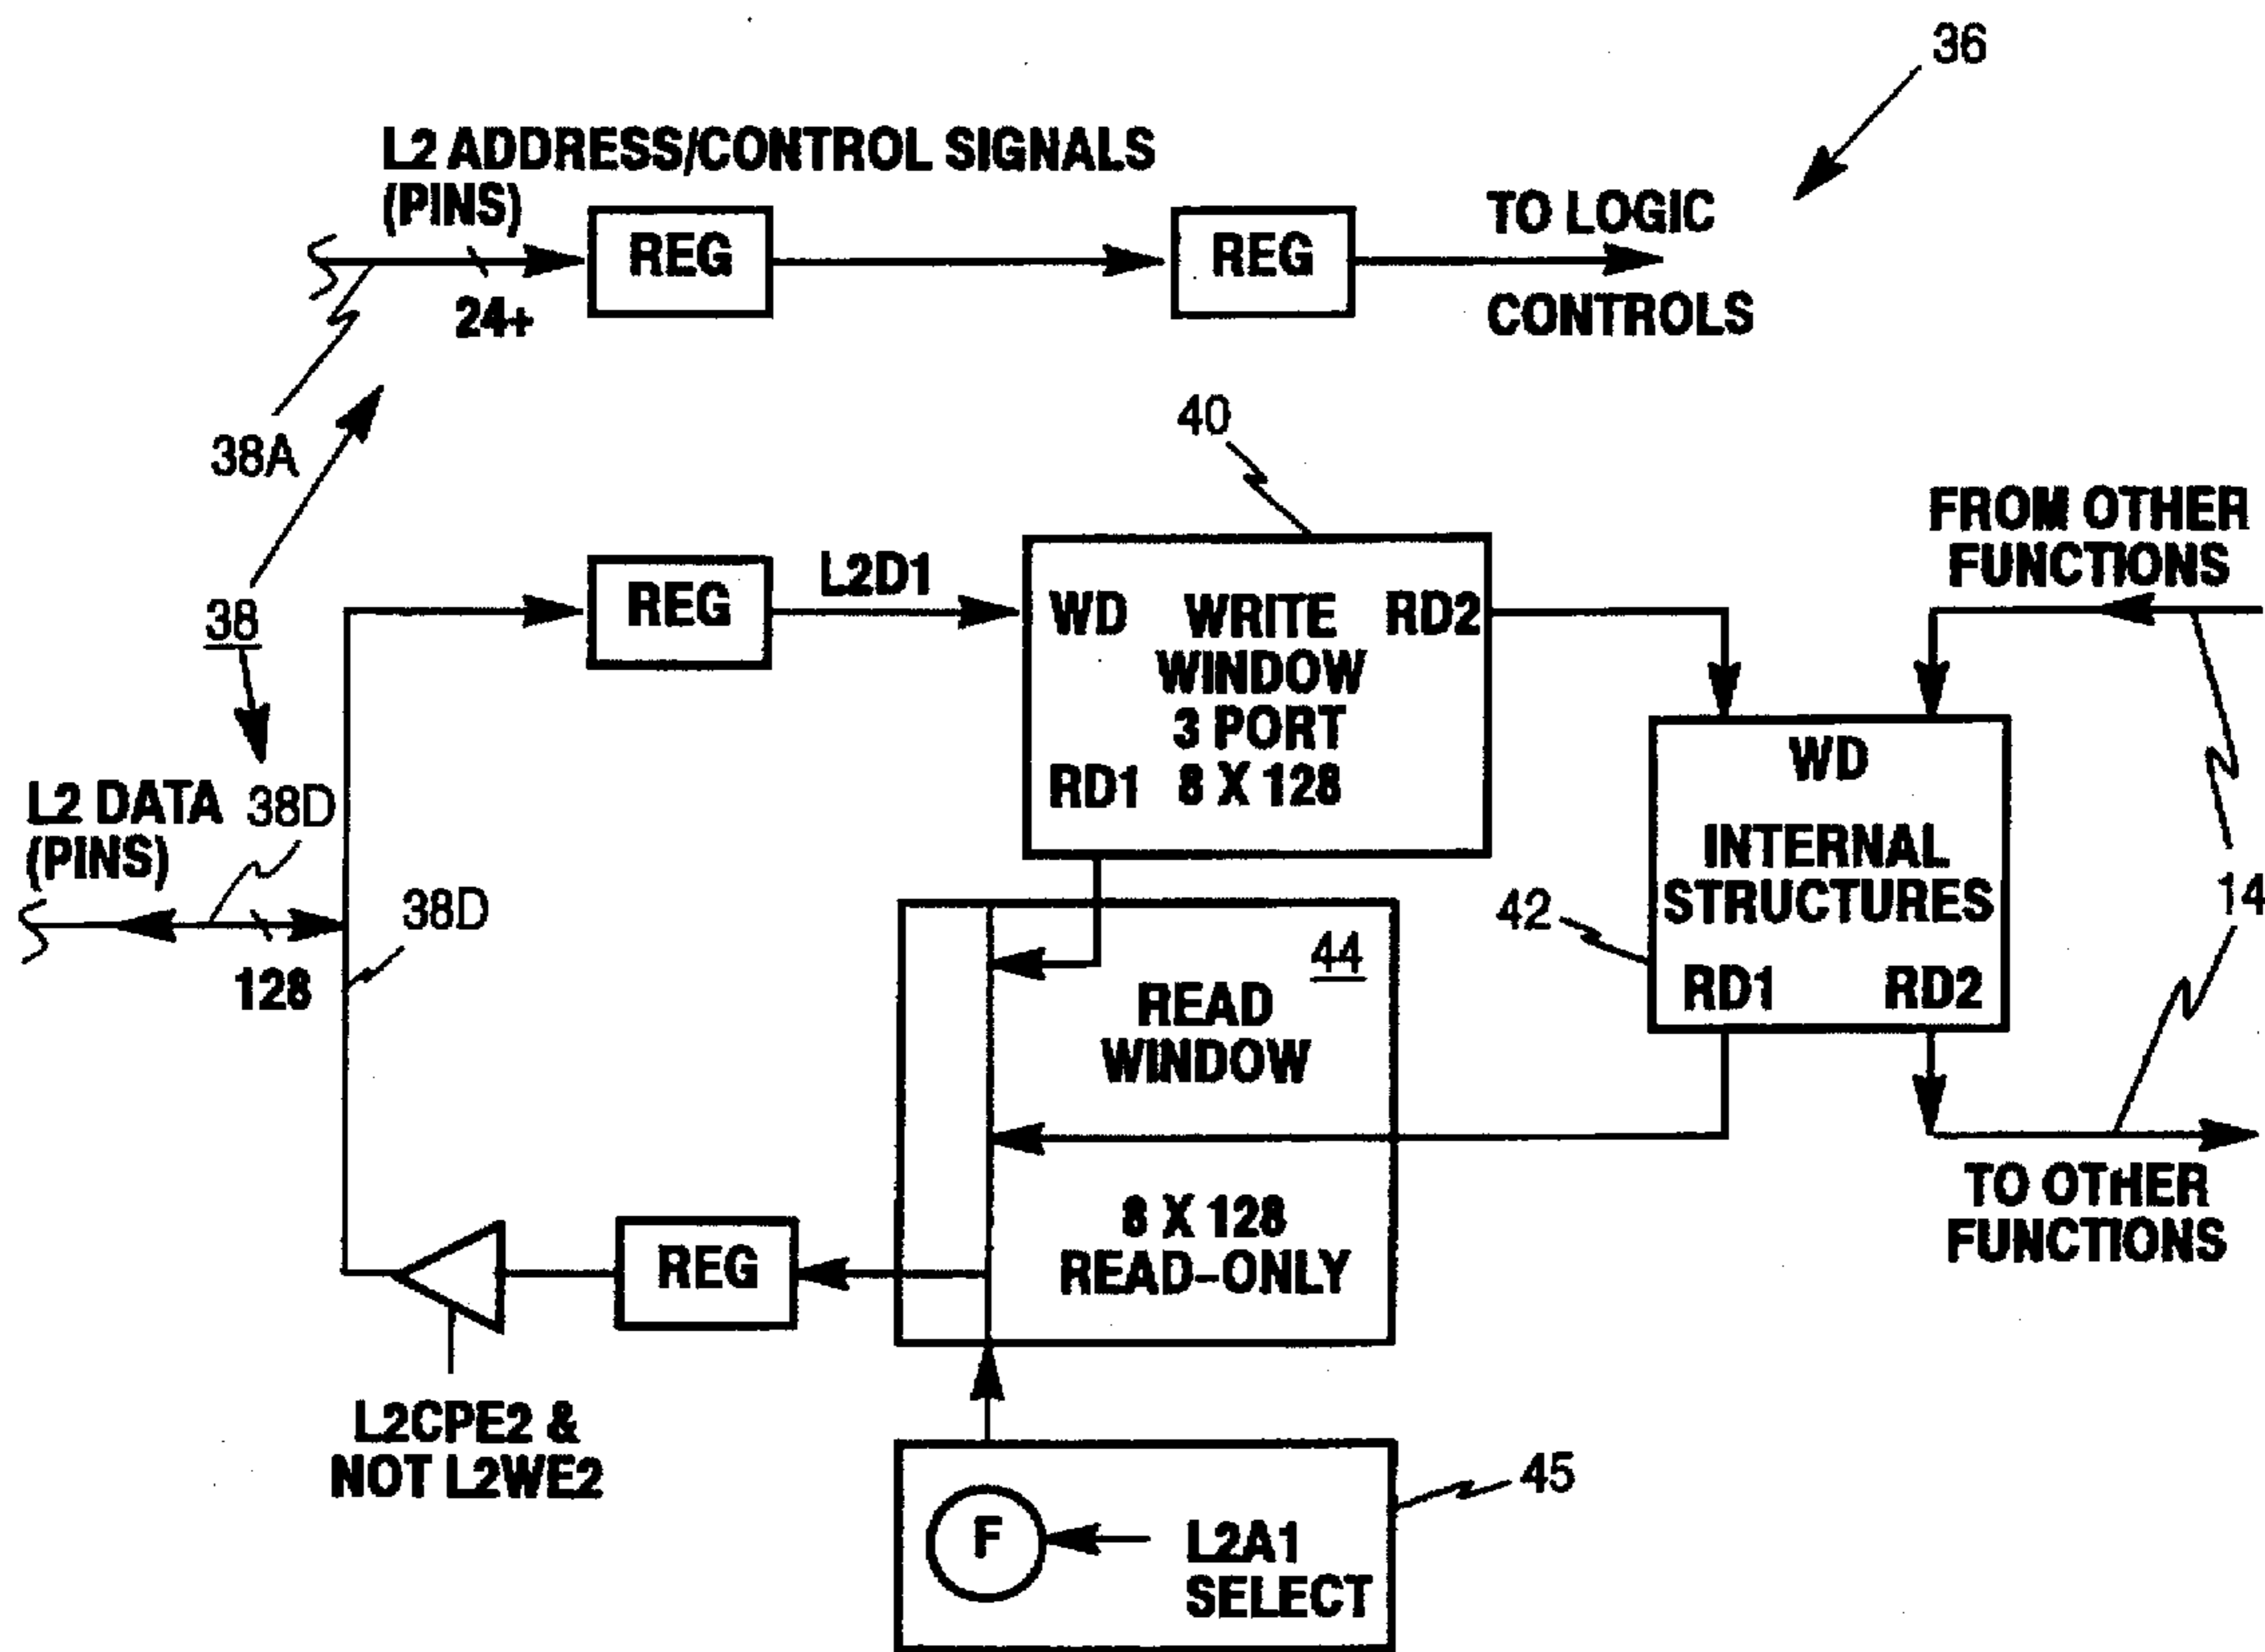 36
L2 ADDRESS/CONTROL SIGNALS
(PINS)
REG
REG
TO LOGIC
CONTROLS
24+
38A
38
40
FROM OTHER
FUNCTIONS
REG
L2D1
WD WRITE RD2
WINDOW
3 PORT
RD1 8 X 128
WD
INTERNAL
STRUCTURES
RD1 RD2
42
14
L2 DATA 38D
(PINS)
128
38D
44
READ
WINDOW
8 X 128
READ-ONLY
REG
TO OTHER
FUNCTIONS
L2CPE2 &
NOT L2WE2
45
F
L2A1
SELECT